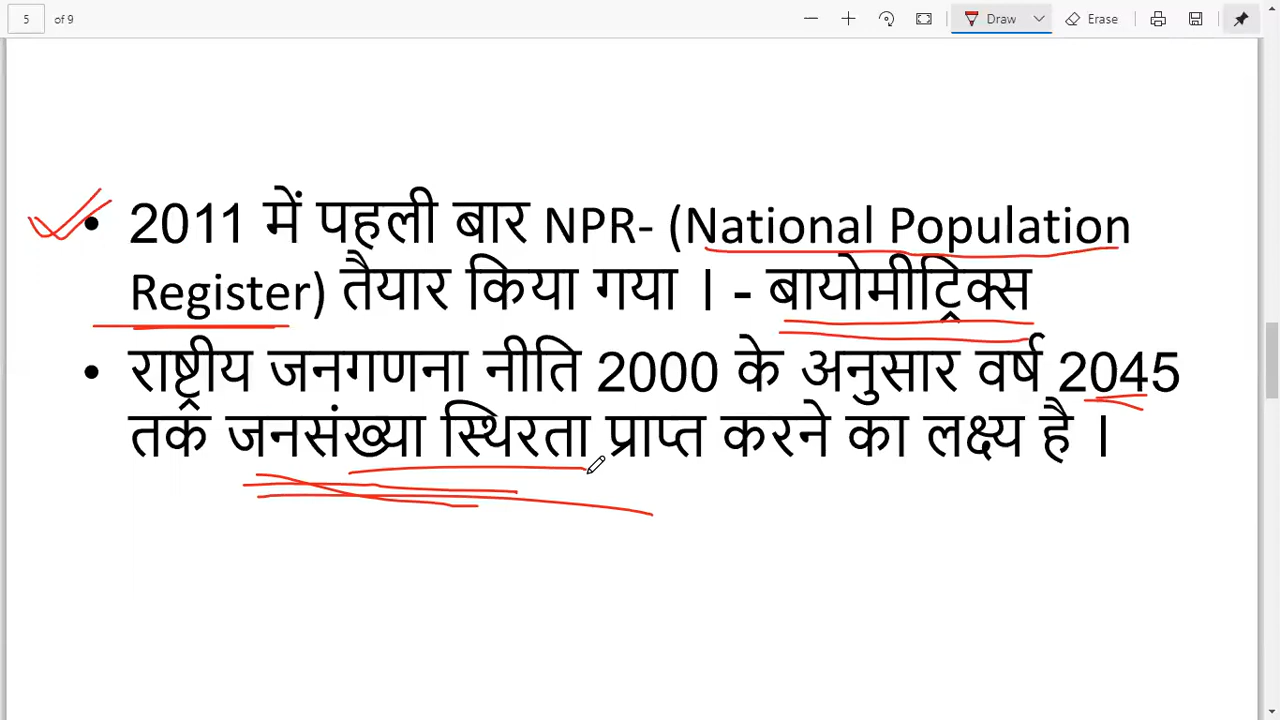 5 of 9 Draw Erase
• 2011 में पहली बार NPR- (National Population
Register) तैयार किया गया । - बायोमीट्रिक्स
• राष्ट्रीय जनगणना नीति 2000 के अनुसार वर्ष 2045
तक जनसंख्या स्थिरता प्राप्त करने का लक्ष्य है ।